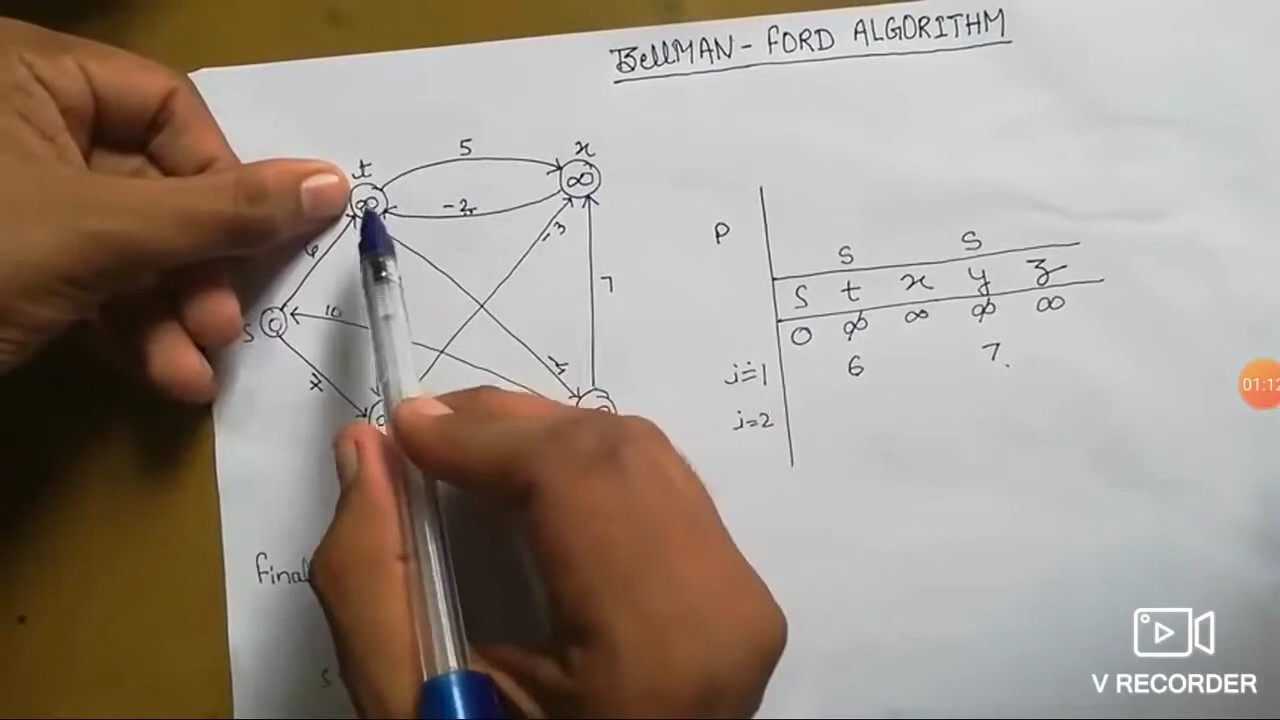 BellMAN - FORD ALGORITHM
t
5
x
∞
∞
-2
6
-3
7
P
S S
S t x y z
0 ∞ ∞ ∞ ∞
S
0
10
7
i=1 6 7.
i=2
Final
S
01:12
V RECORDER